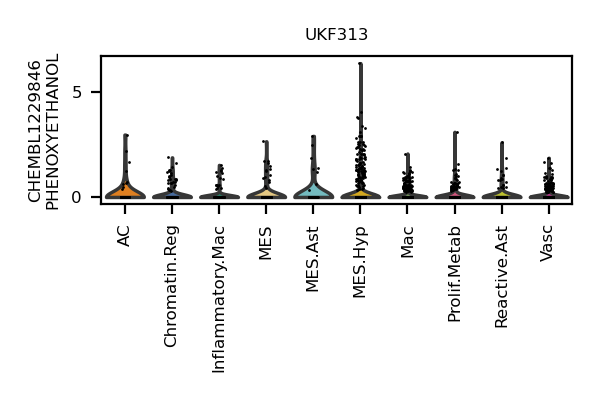 UKF313
CHEMBL1229846
PHENOXYETHANOL
5
0
AC
Chromatin.Reg
Inflammatory.Mac
MES
MES.Ast
MES.Hyp
Mac
Prolif.Metab
Reactive.Ast
Vasc